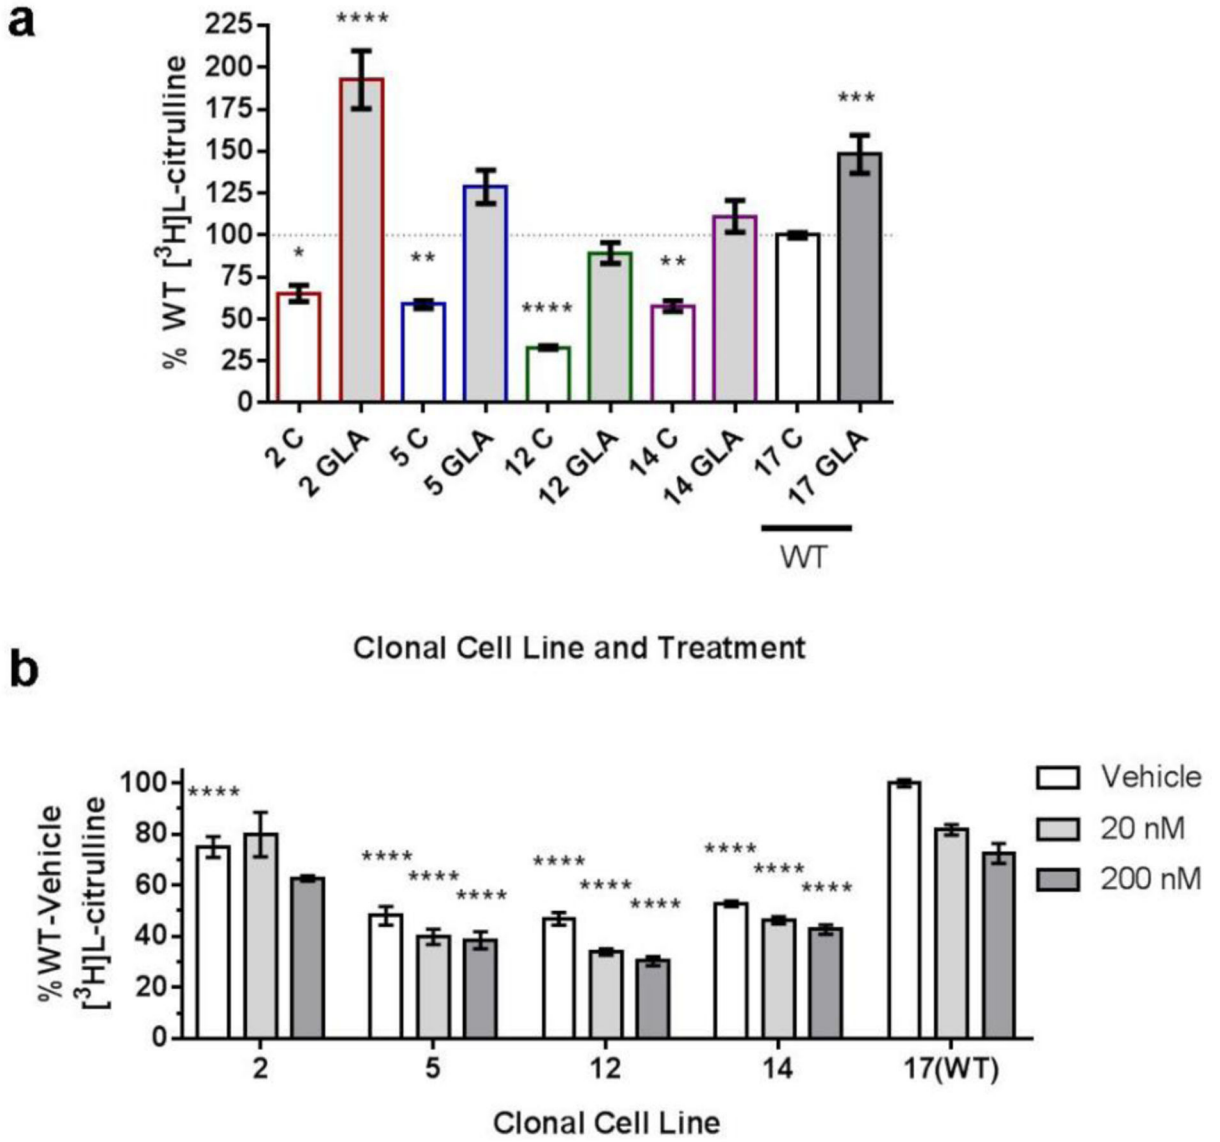 a
% WT [³H]L-citrulline
225
200
175
150
125
100
75
50
25
0
****
*
**
****
**
***
2 C
2 GLA
5 C
5 GLA
12 C
12 GLA
14 C
14 GLA
17 C
17 GLA
WT
Clonal Cell Line and Treatment
b
% WT-Vehicle
[³H]L-citrulline
100
80
60
40
20
0
****
**** **** ****
**** **** ****
**** **** ****
2 5 12 14 17(WT)
Clonal Cell Line
Vehicle
20 nM
200 nM